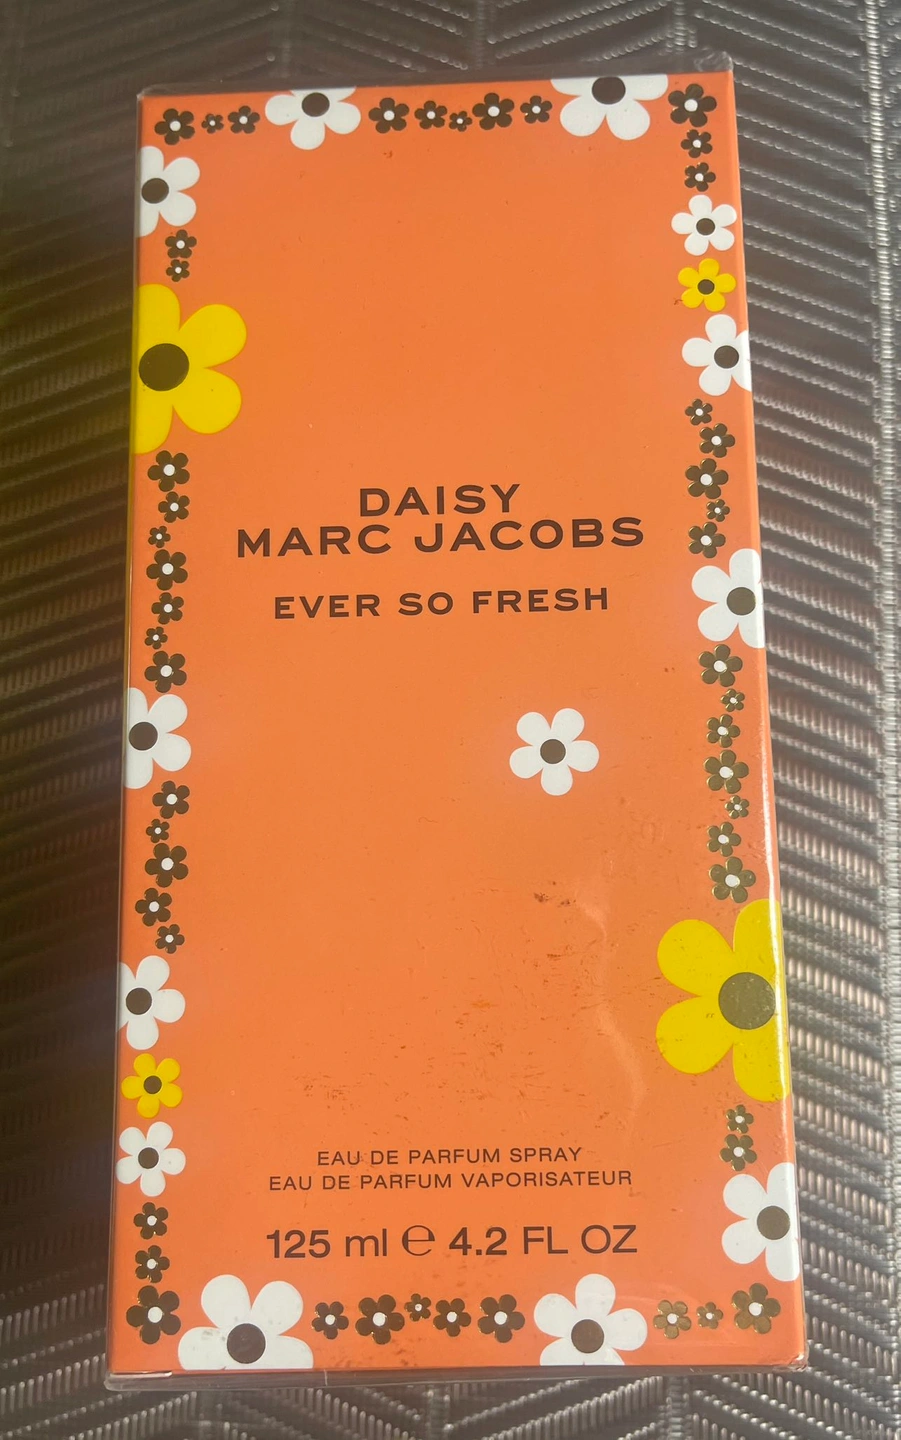 DAISY
MARC JACOBS
EVER SO FRESH
EAU DE PARFUM SPRAY
EAU DE PARFUM VAPORISATEUR
125 ml ℮ 4.2 FL OZ